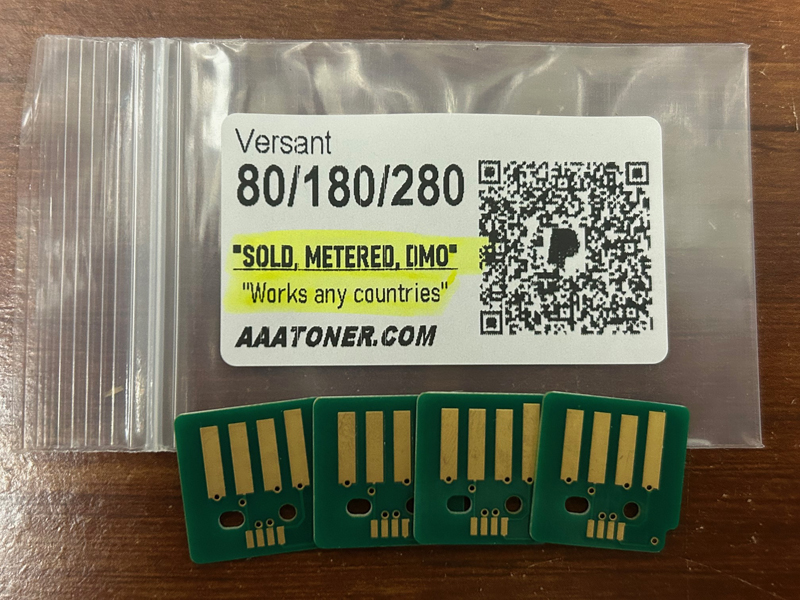 Versant
80/180/280
"SOLD, METERED, DMO"
"Works any countries"
AAATONER.COM